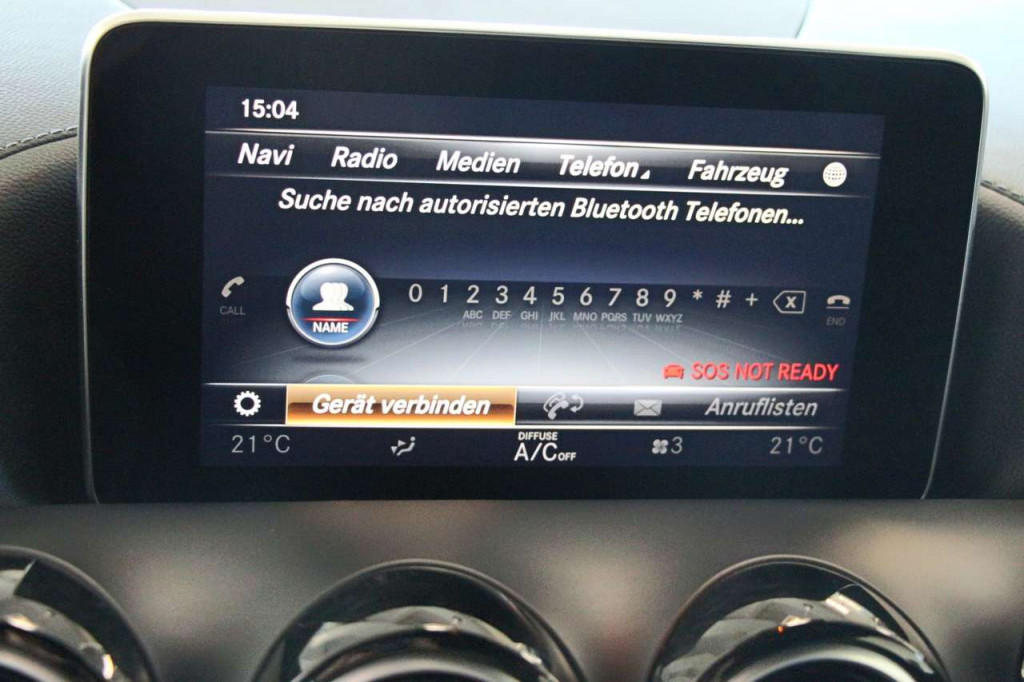 15:04
Navi Radio Medien Telefon Fahrzeug
Suche nach autorisierten Bluetooth Telefonen...
0 1 2 3 4 5 6 7 8 9 * # + X
ABC DEF GHI JKL MNO PQRS TUV WXYZ
CALL NAME END
SOS NOT READY
Gerät verbinden Anruflisten
21°C DIFFUSE 3 21°C
A/C OFF